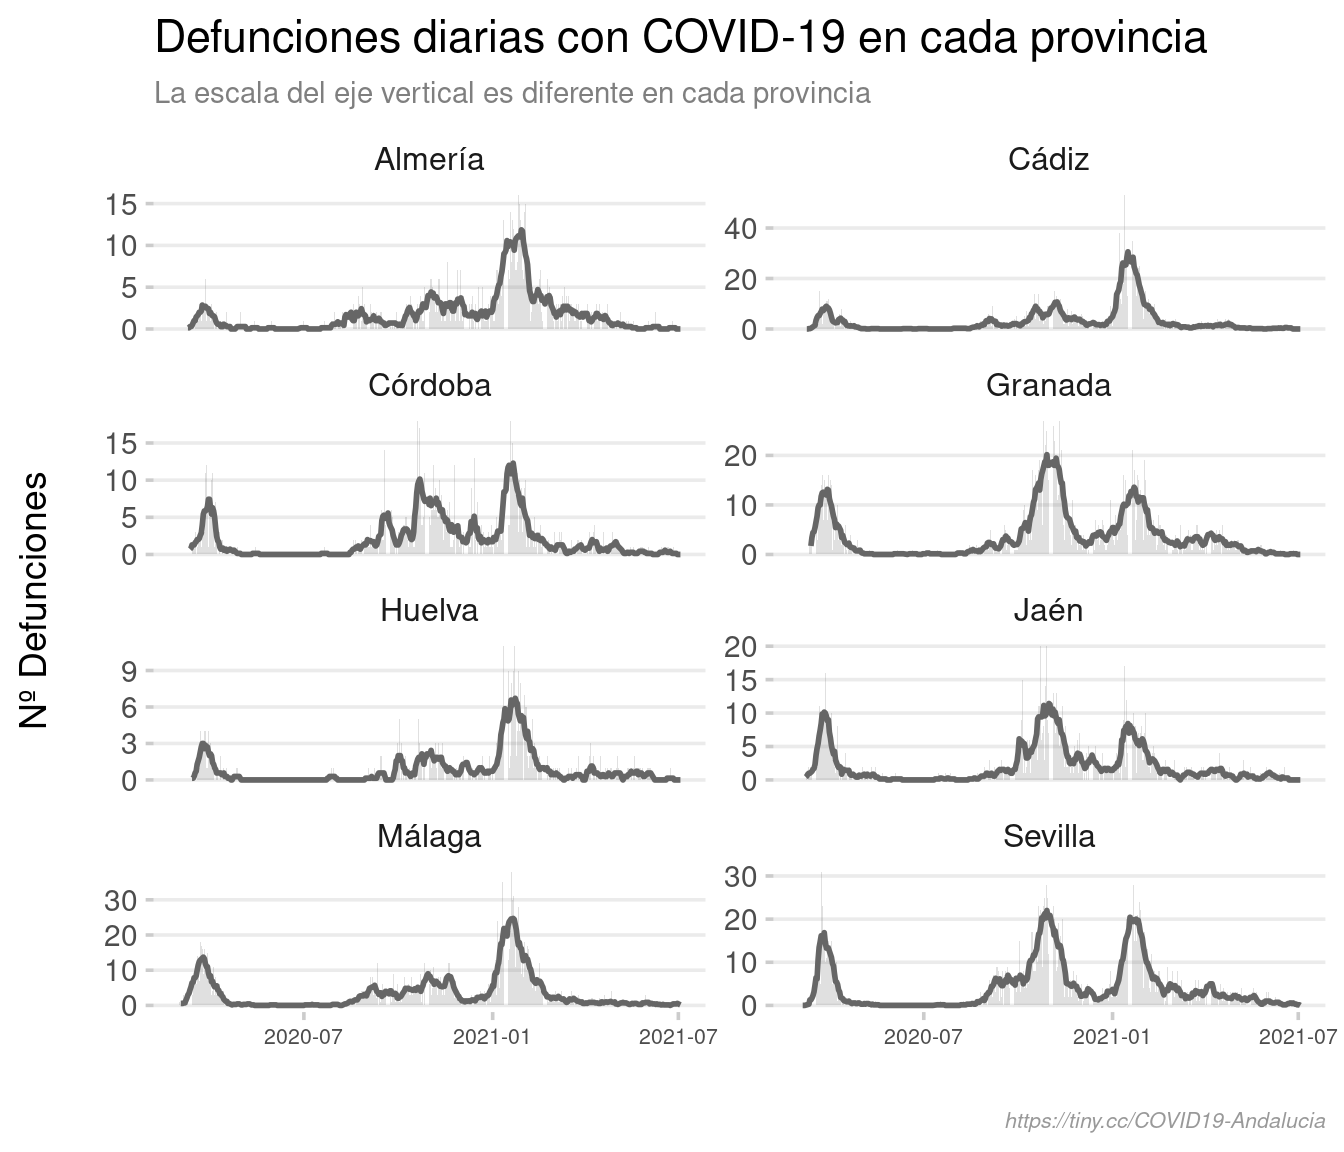 Defunciones diarias con COVID-19 en cada provincia
La escala del eje vertical es diferente en cada provincia
Nº Defunciones
Almería
15
10
5
0
Cádiz
40
20
0
Córdoba
15
10
5
0
Granada
20
10
0
Huelva
9
6
3
0
Jaén
20
15
10
5
0
Málaga
30
20
10
0
2020-07 2021-01 2021-07
Sevilla
30
20
10
0
2020-07 2021-01 2021-07
https://tiny.cc/COVID19-Andalucia